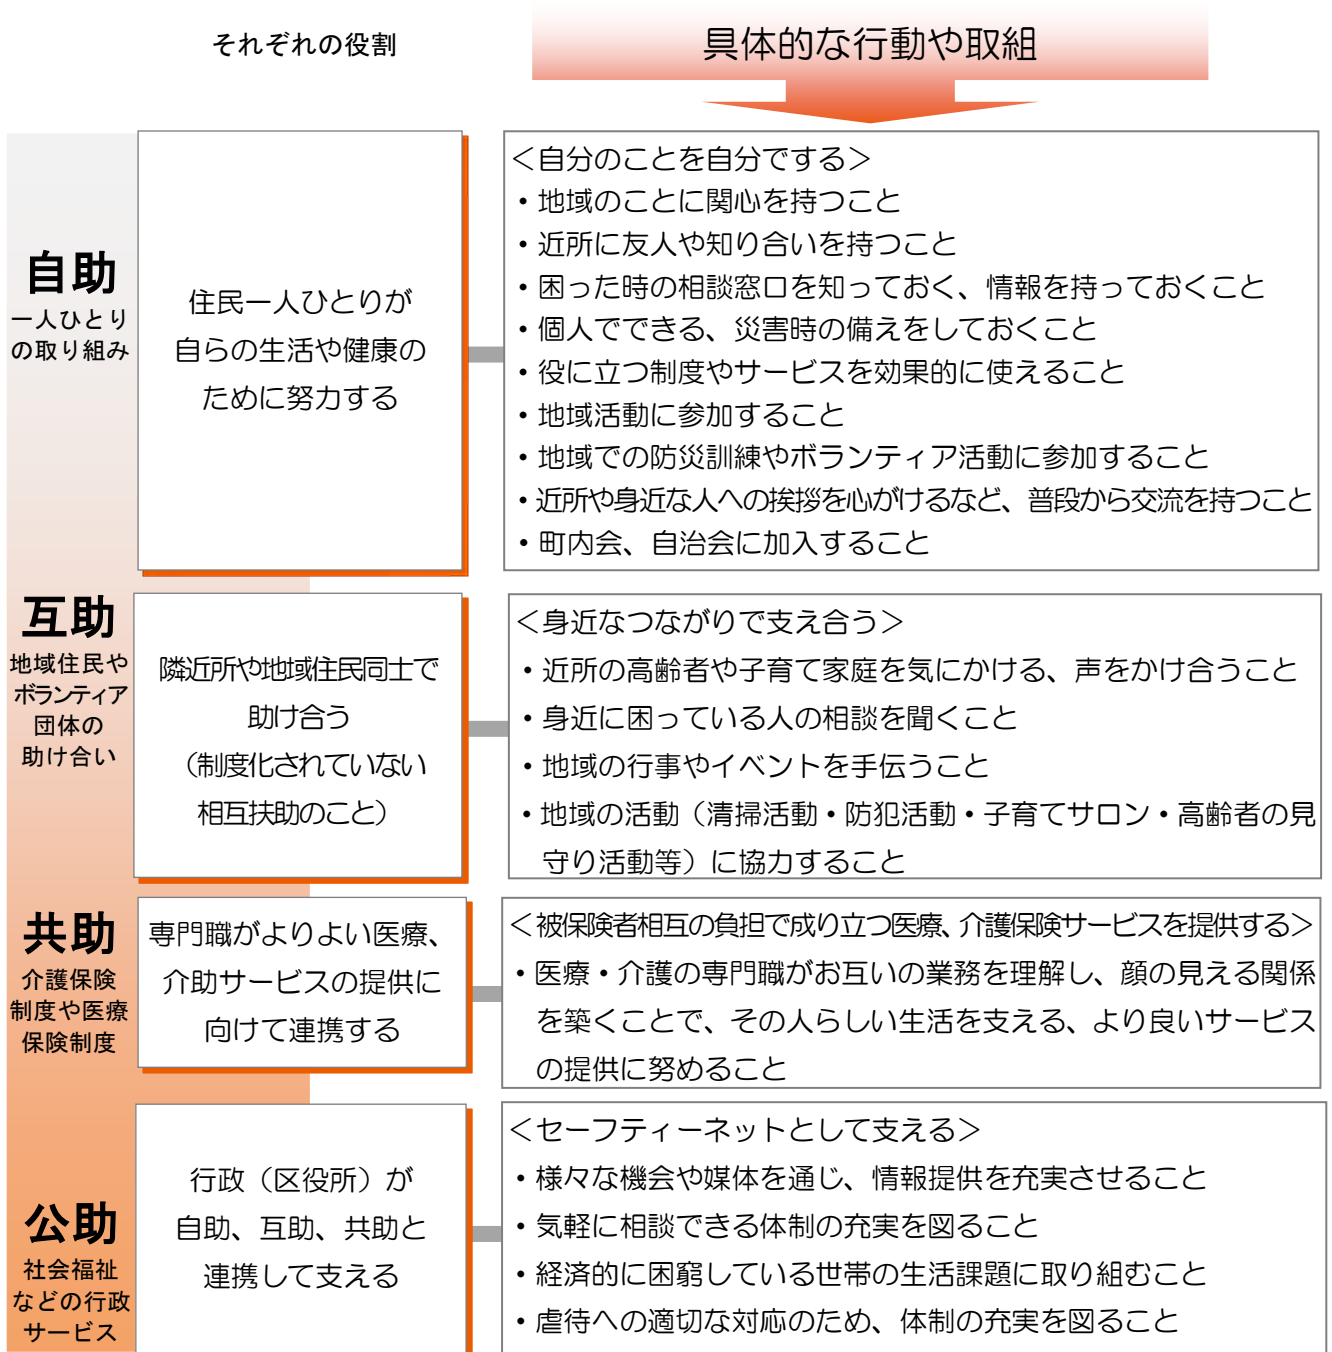 それぞれの役割
具体的な行動や取組
自助
一人ひとり
の取り組み
住民一人ひとりが
自らの生活や健康の
ために努力する
＜自分のことを自分でする＞
・地域のことに関心を持つこと
・近所に友人や知り合いを持つこと
・困った時の相談窓口を知っておく、情報を持っておくこと
・個人でできる、災害時の備えをしておくこと
・役に立つ制度やサービスを効果的に使えること
・地域活動に参加すること
・地域での防災訓練やボランティア活動に参加すること
・近所や身近な人への挨拶を心がけるなど、普段から交流を持つこと
・町内会、自治会に加入すること
互助
地域住民や
ボランティア
団体の
助け合い
隣近所や地域住民同士で
助け合う
（制度化されていない
相互扶助のこと）
＜身近なつながりで支え合う＞
・近所の高齢者や子育て家庭を気にかける、声をかけ合うこと
・身近に困っている人の相談を聞くこと
・地域の行事やイベントを手伝うこと
・地域の活動（清掃活動・防犯活動・子育てサロン・高齢者の見
守り活動等）に協力すること
共助
介護保険
制度や医療
保険制度
専門職がよりよい医療、
介助サービスの提供に
向けて連携する
＜被保険者相互の負担で成り立つ医療、介護保険サービスを提供する＞
・医療・介護の専門職がお互いの業務を理解し、顔の見える関係
を築くことで、その人らしい生活を支える、より良いサービス
の提供に努めること
公助
社会福祉
などの行政
サービス
行政（区役所）が
自助、互助、共助と
連携して支える
＜セーフティーネットとして支える＞
・様々な機会や媒体を通じ、情報提供を充実させること
・気軽に相談できる体制の充実を図ること
・経済的に困窮している世帯の生活課題に取り組むこと
・虐待への適切な対応のため、体制の充実を図ること